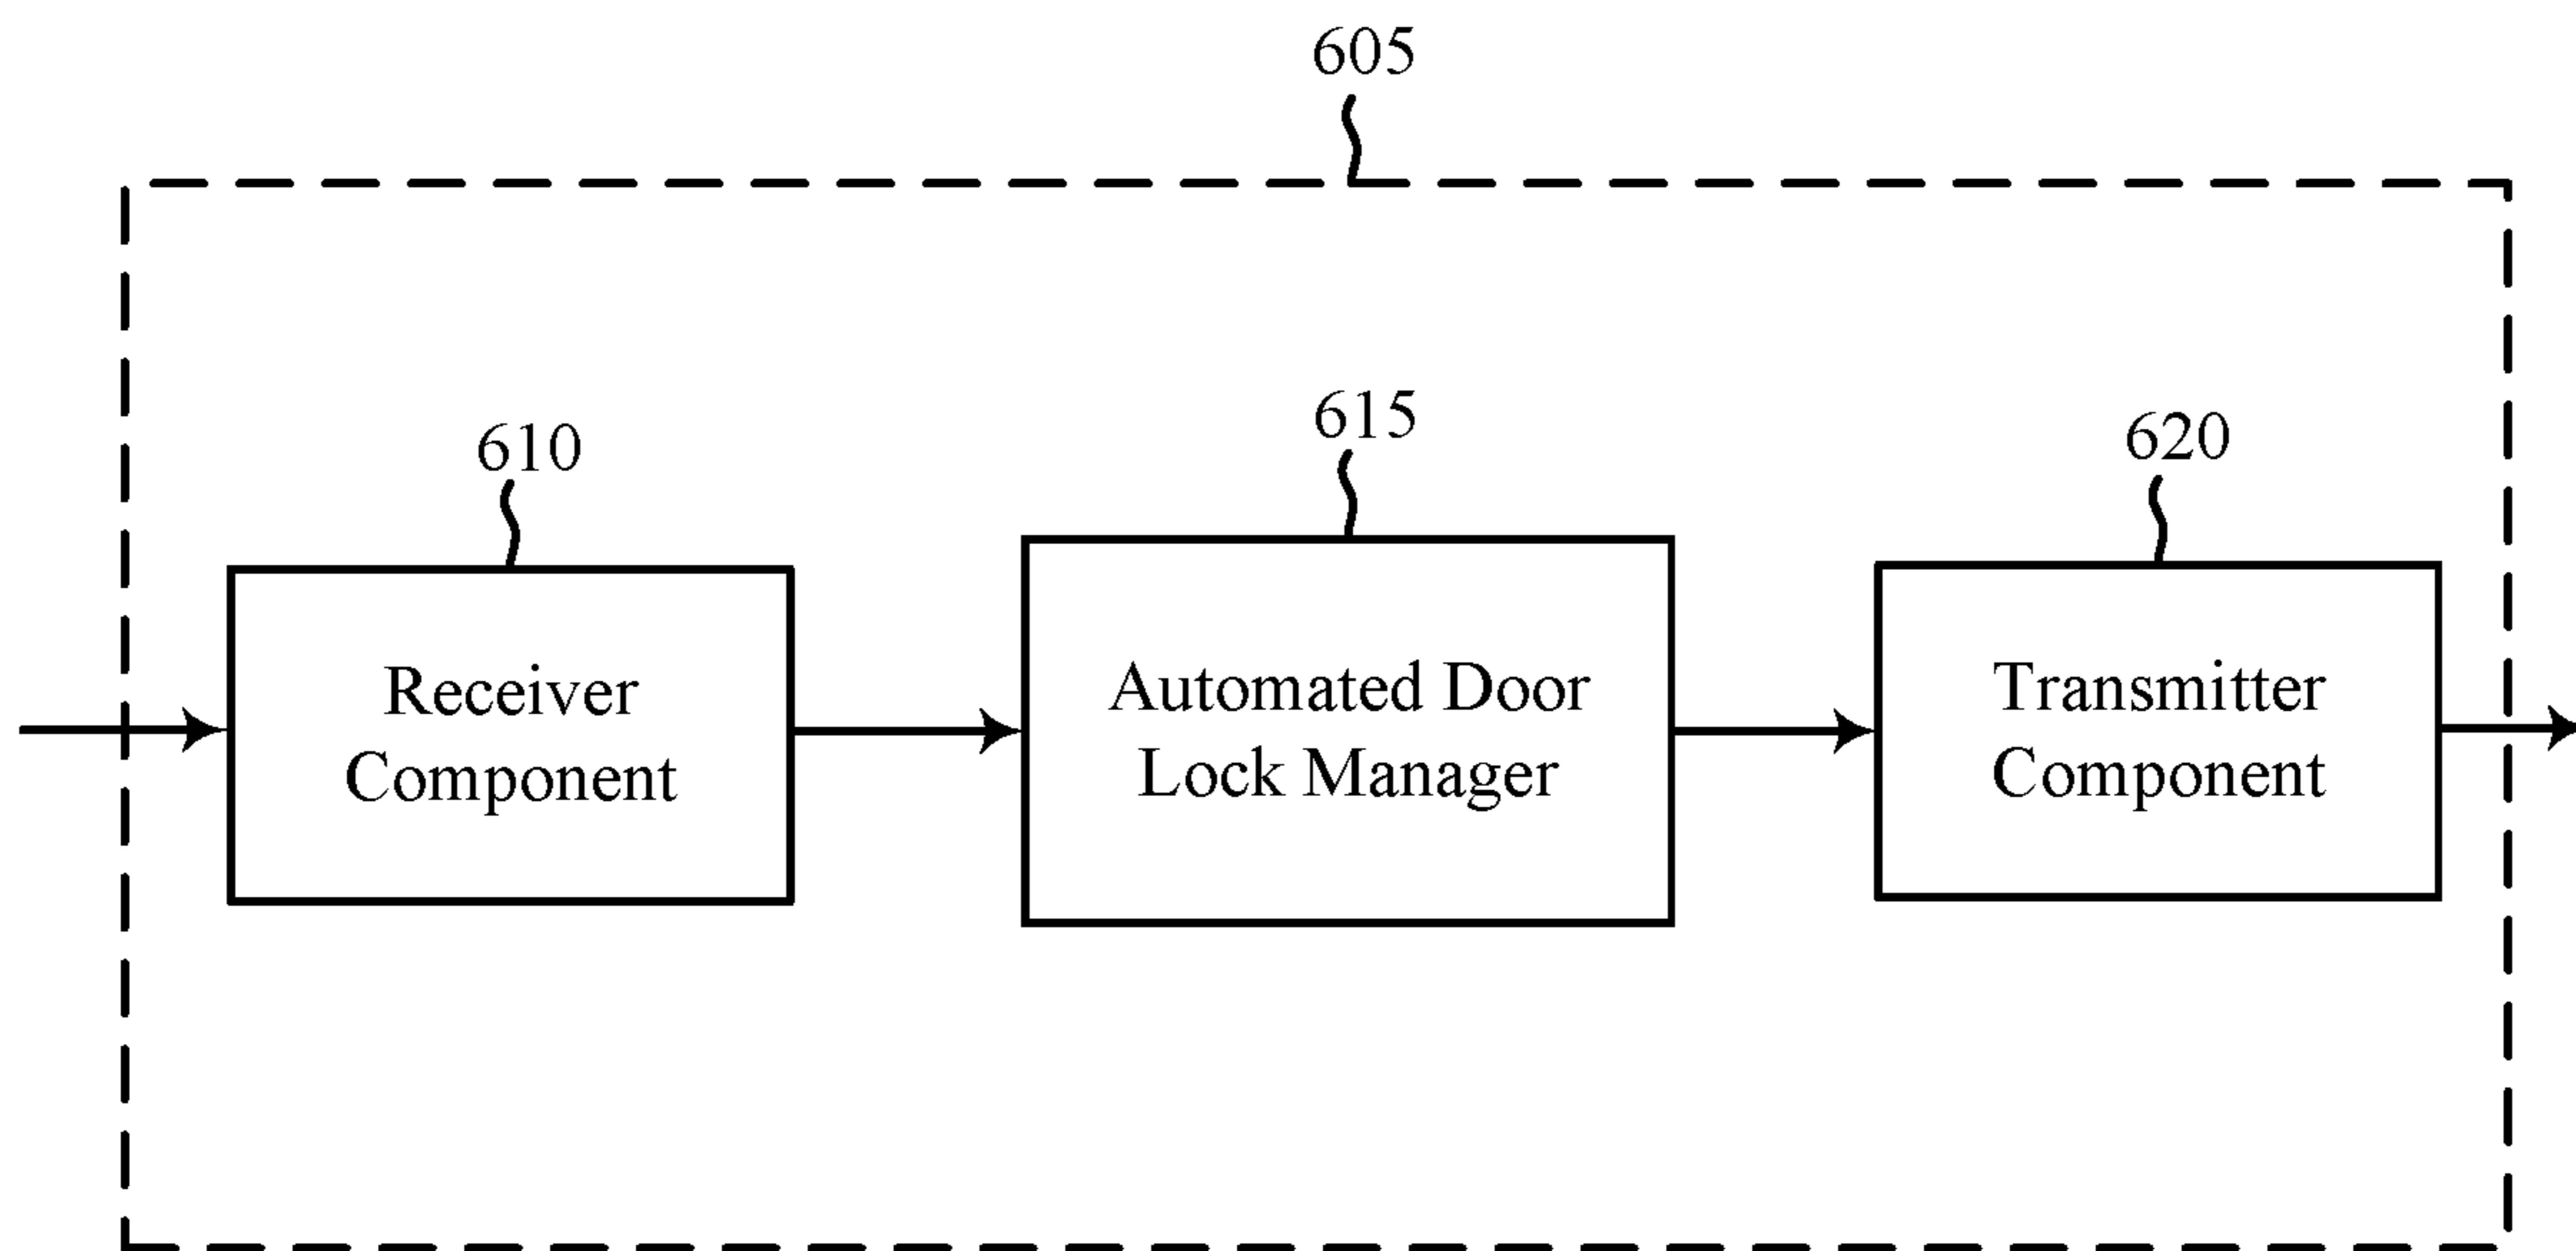 605
610
615
620
Receiver
Component
Automated Door
Lock Manager
Transmitter
Component